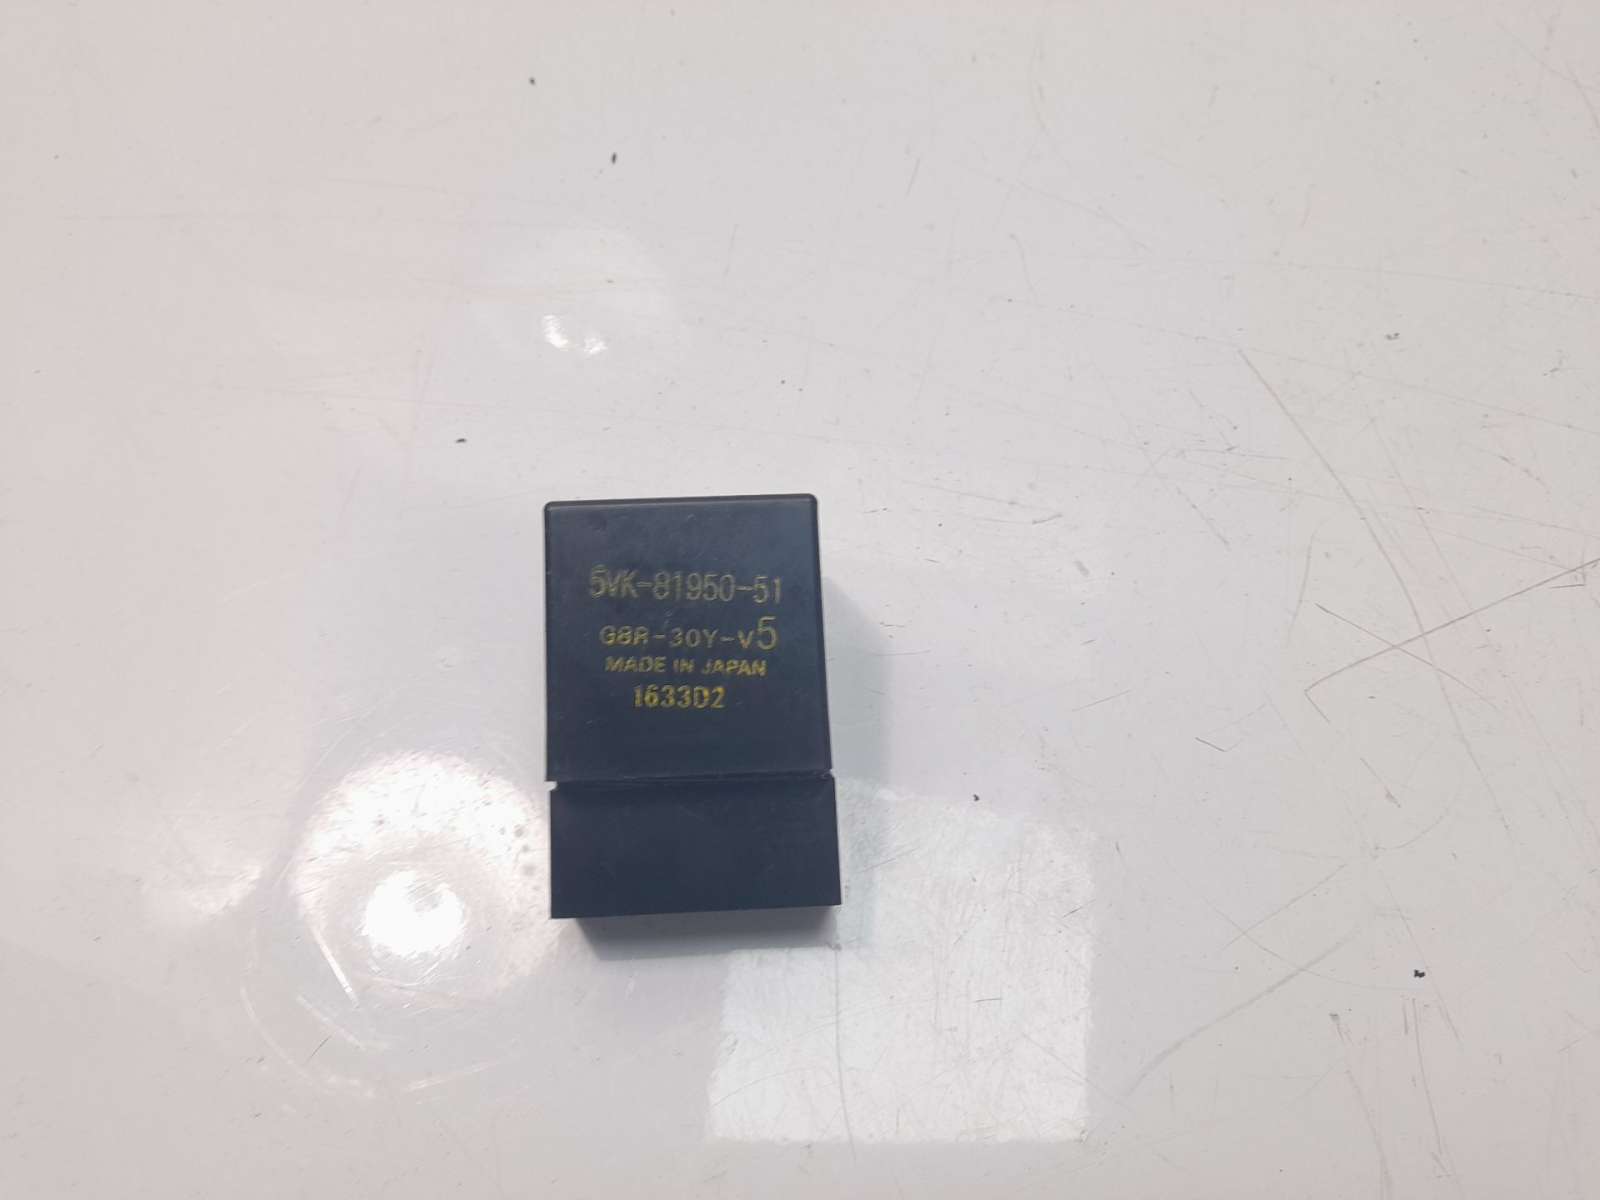 5VK-81950-51
G8R-30Y-V5
MADE IN JAPAN
1633D2